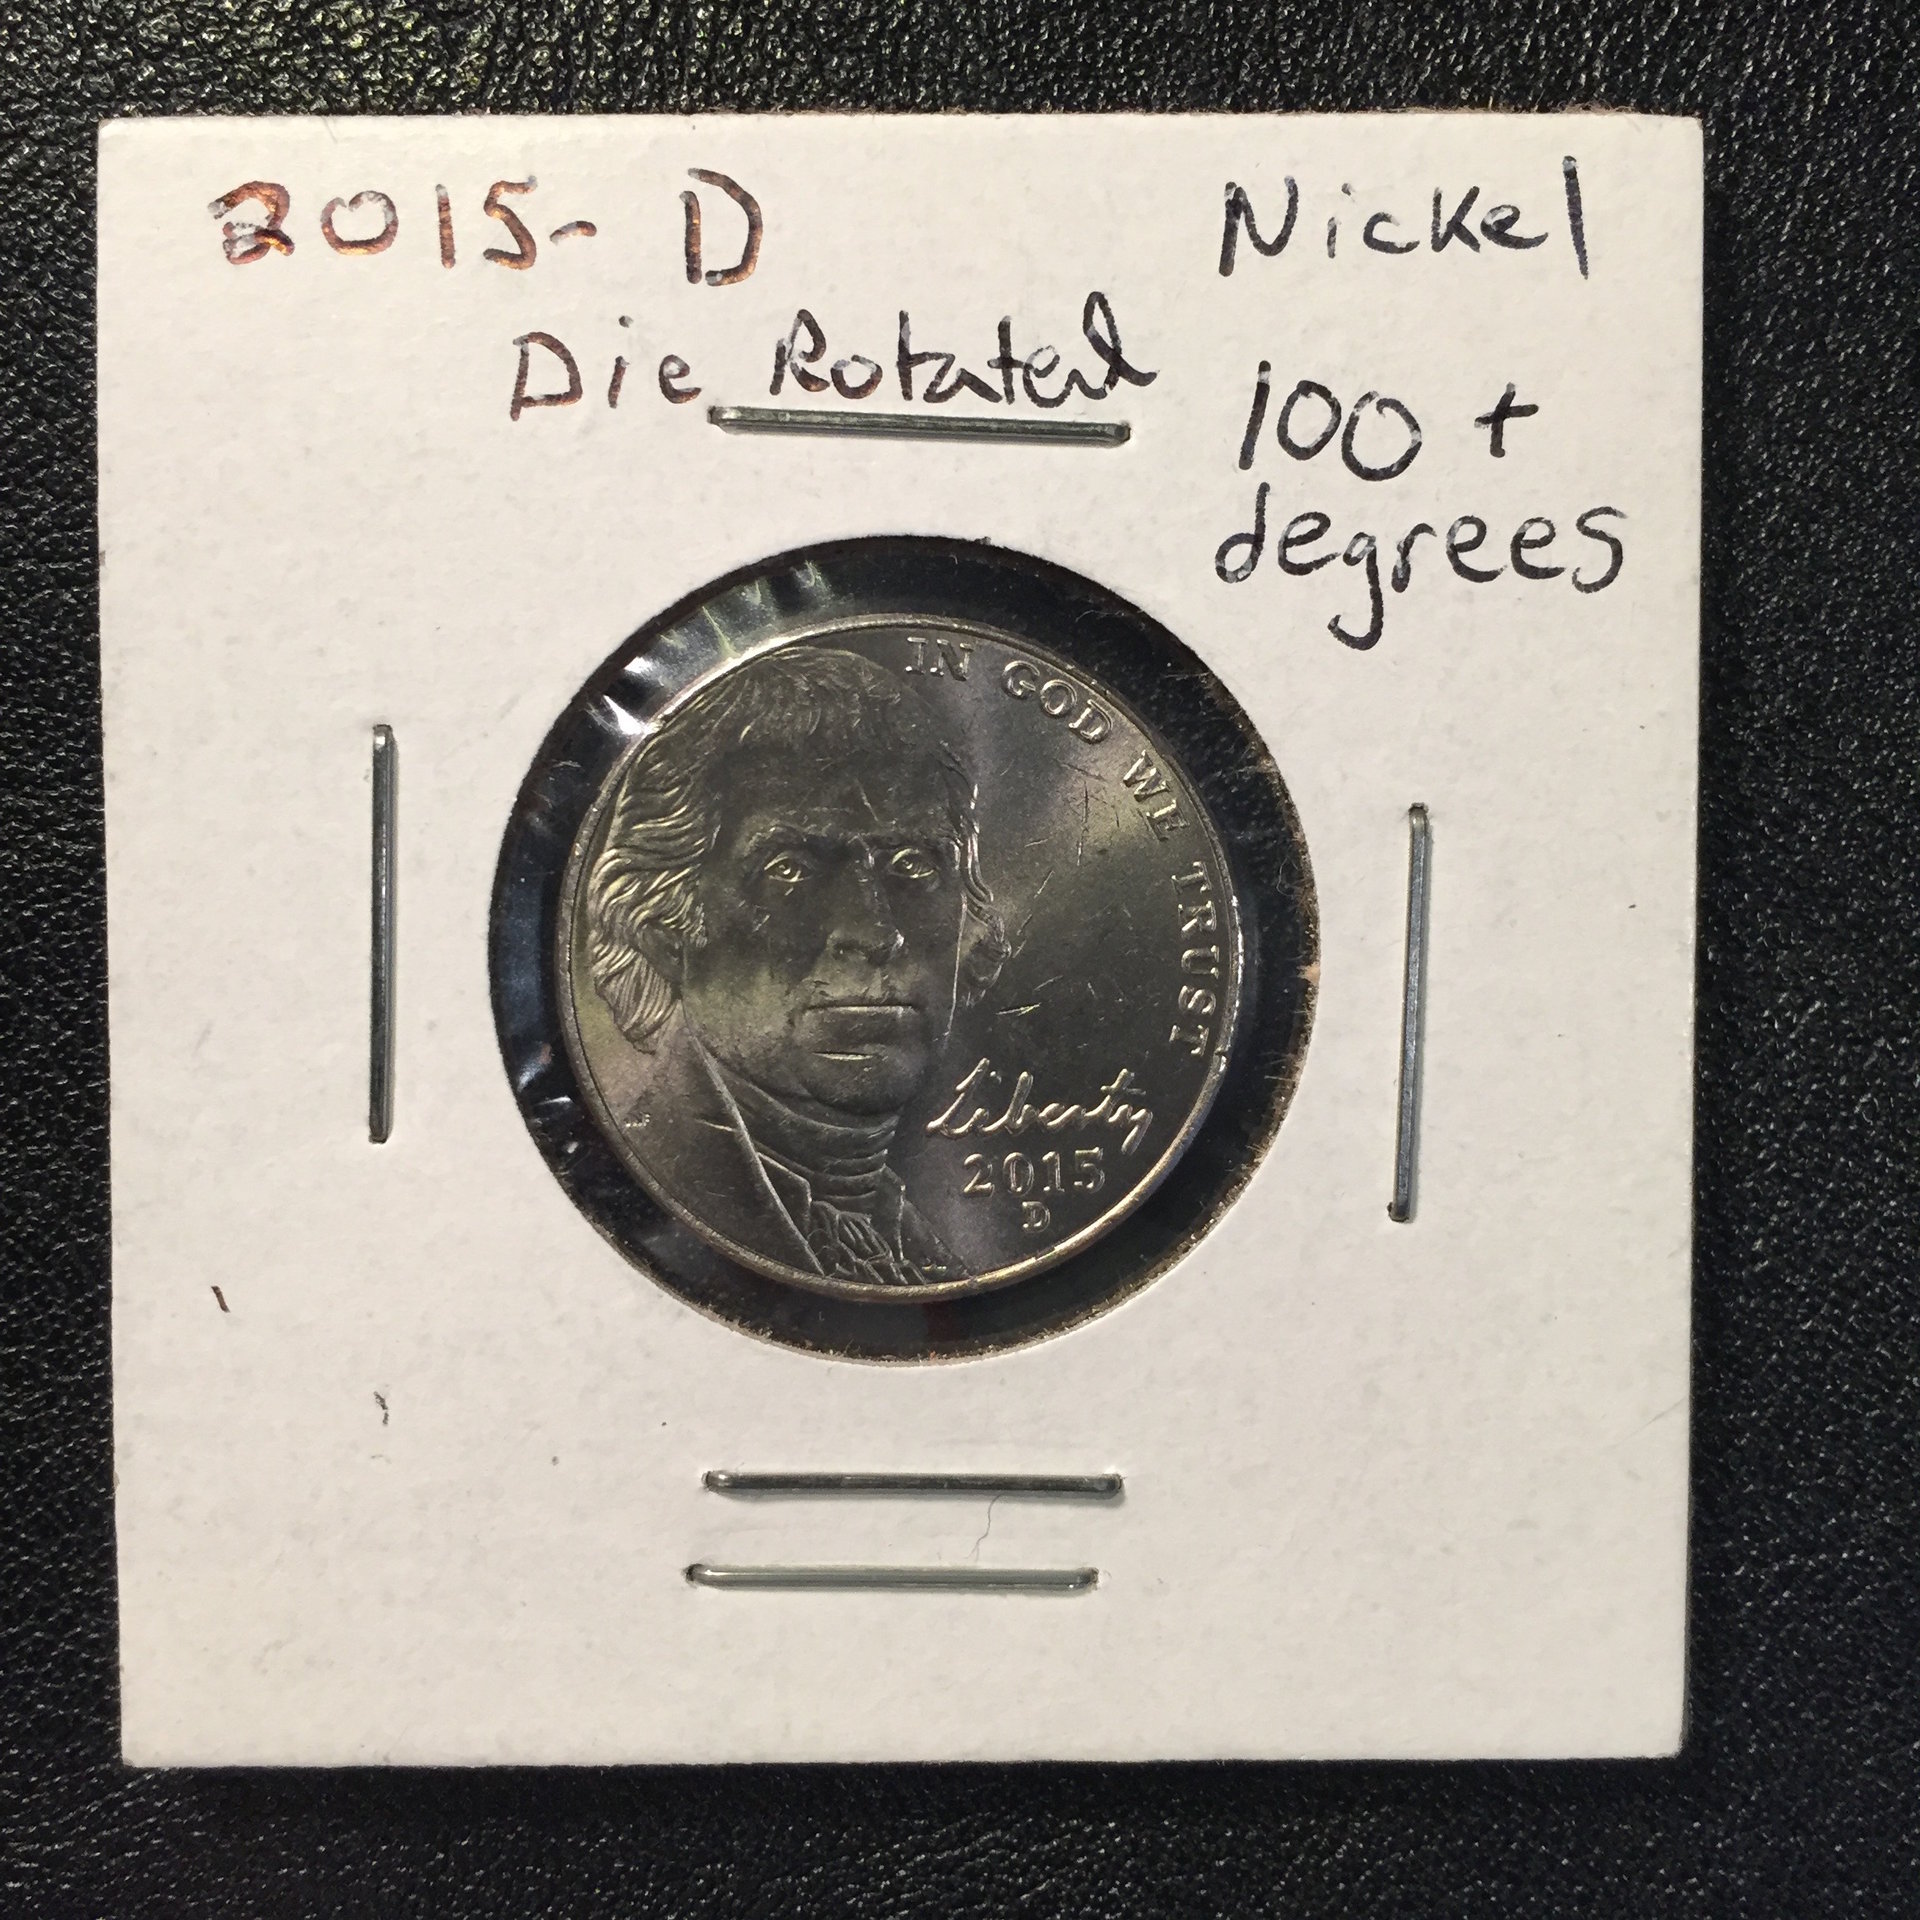 2015-D Nickel
Die Rotated 100+
degrees
IN GOD WE TRUST
Liberty
2015
D